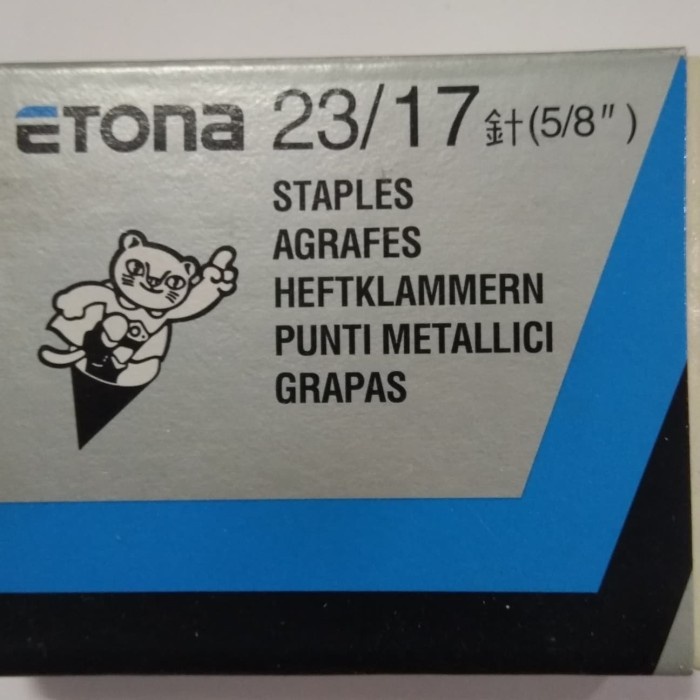 ETONA 23/17 針(5/8")
STAPLES
AGRAFES
HEFTKLAMMERN
PUNTI METALLICI
GRAPAS